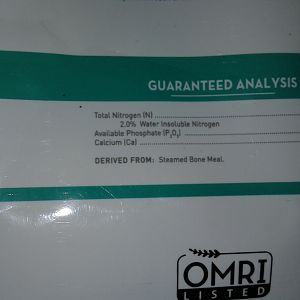 GUARANTEED ANALYSIS
Total Nitrogen (N) ........................................
2.0% Water Insoluble Nitrogen
Available Phosphate (P₂O₅) ...............................
Calcium (Ca) ..............................................
DERIVED FROM: Steamed Bone Meal.
OMRI
LISTED